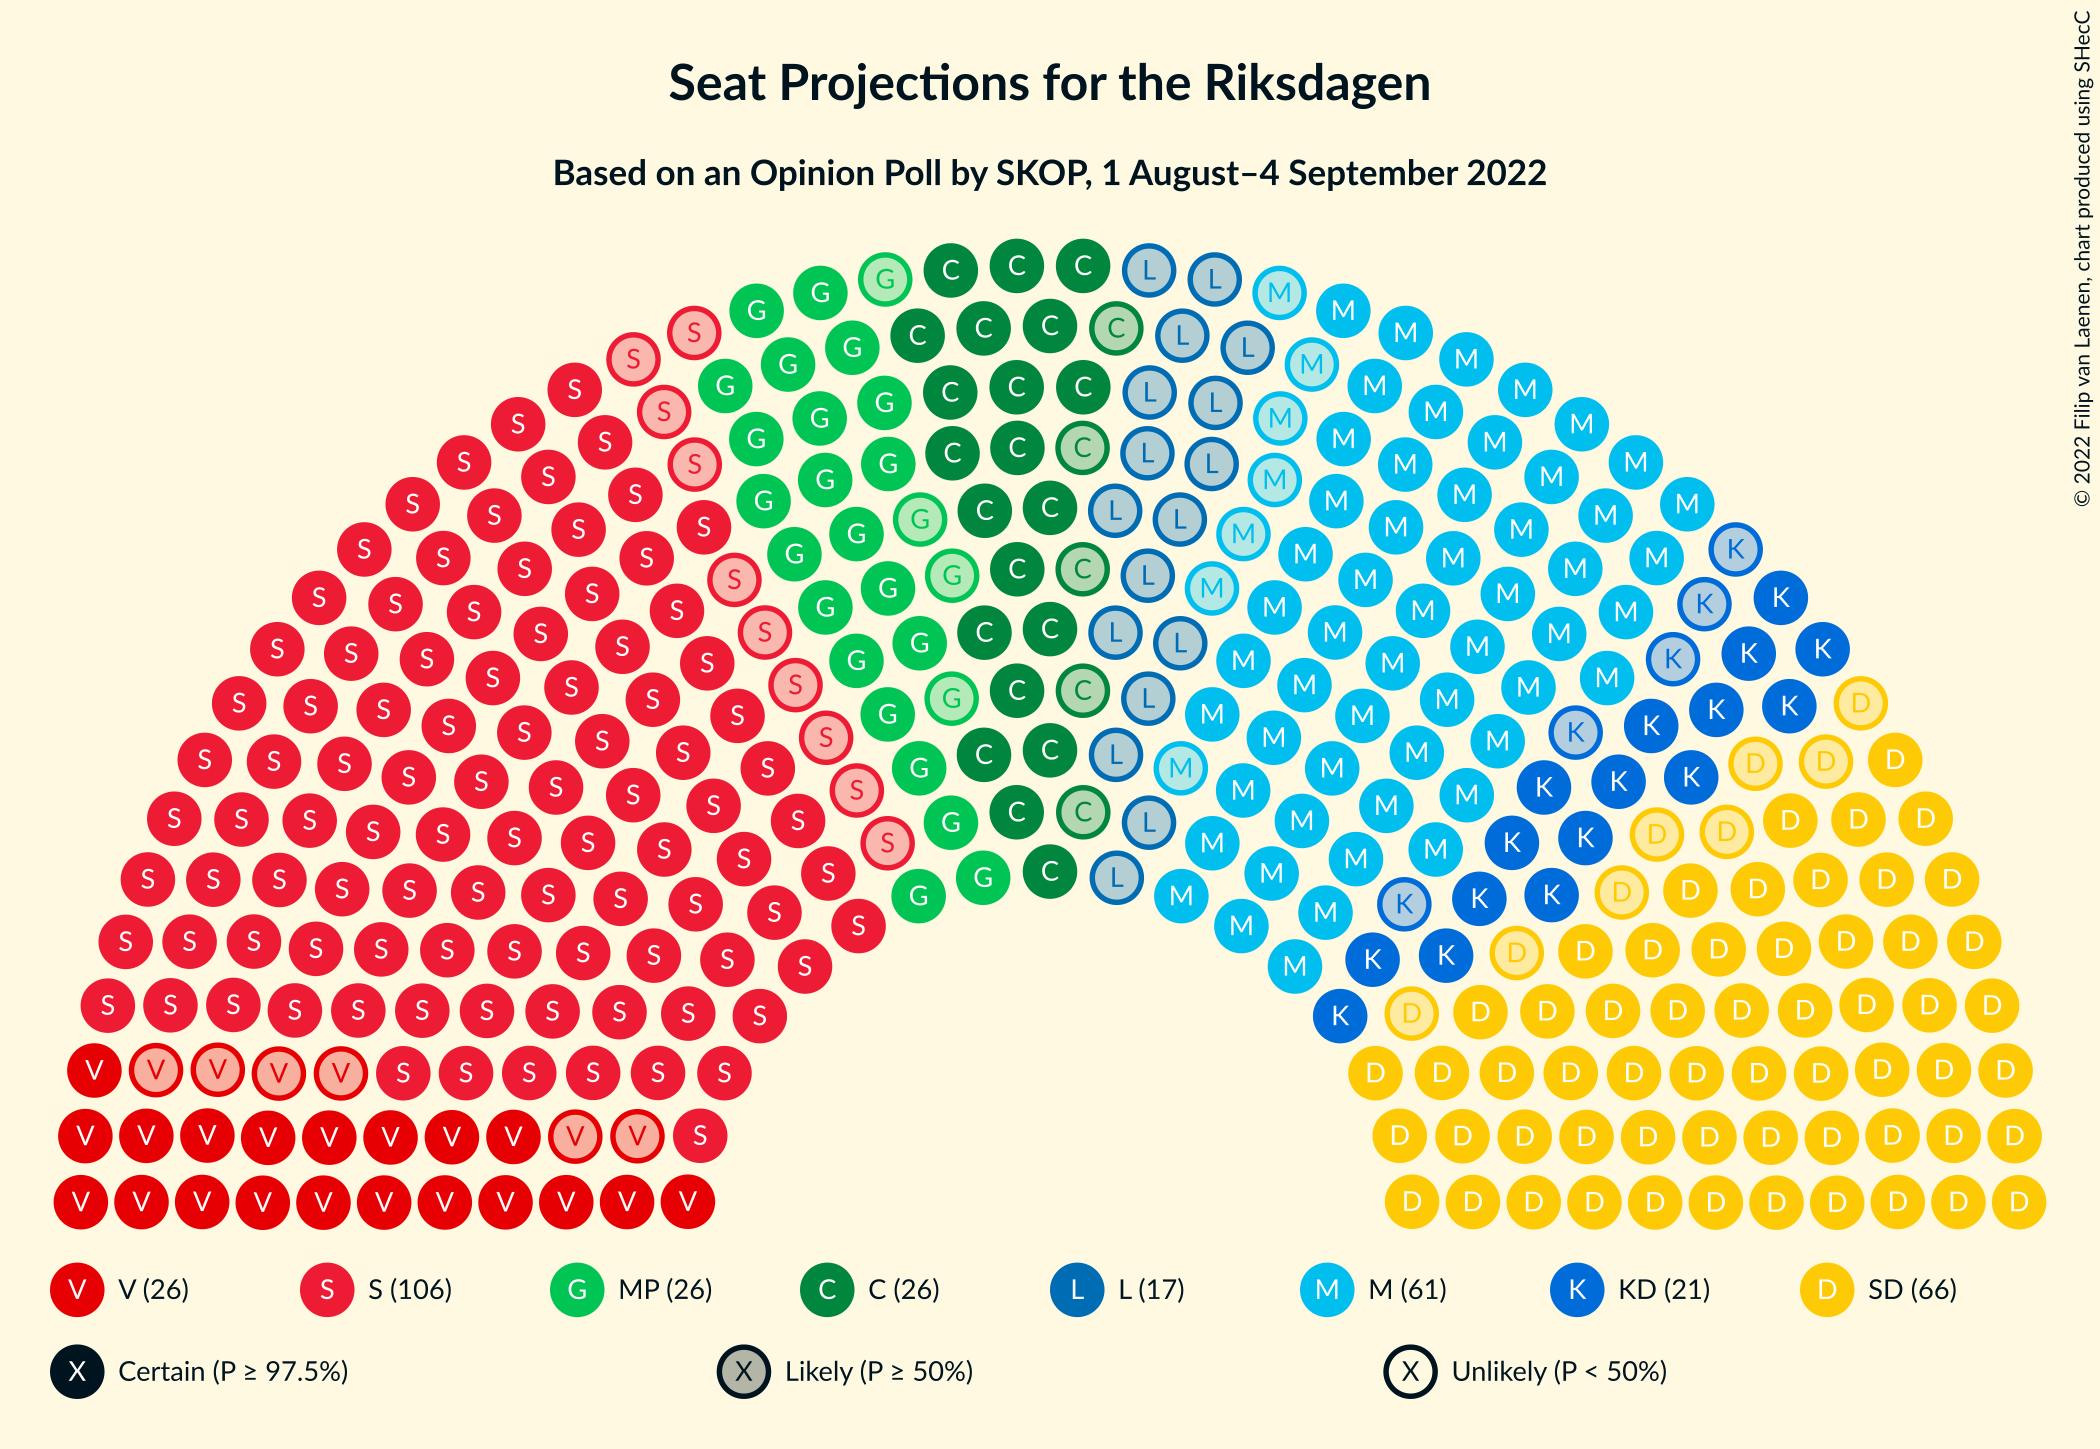 Seat Projections for the Riksdagen
Based on an Opinion Poll by SKOP, 1 August–4 September 2022
© 2022 Filip van Laenen, chart produced using SHecC
V V (26) S S (106) G MP (26) C C (26) L L (17) M M (61) K KD (21) D SD (66)
X Certain (P ≥ 97.5%) X Likely (P ≥ 50%) X Unlikely (P < 50%)